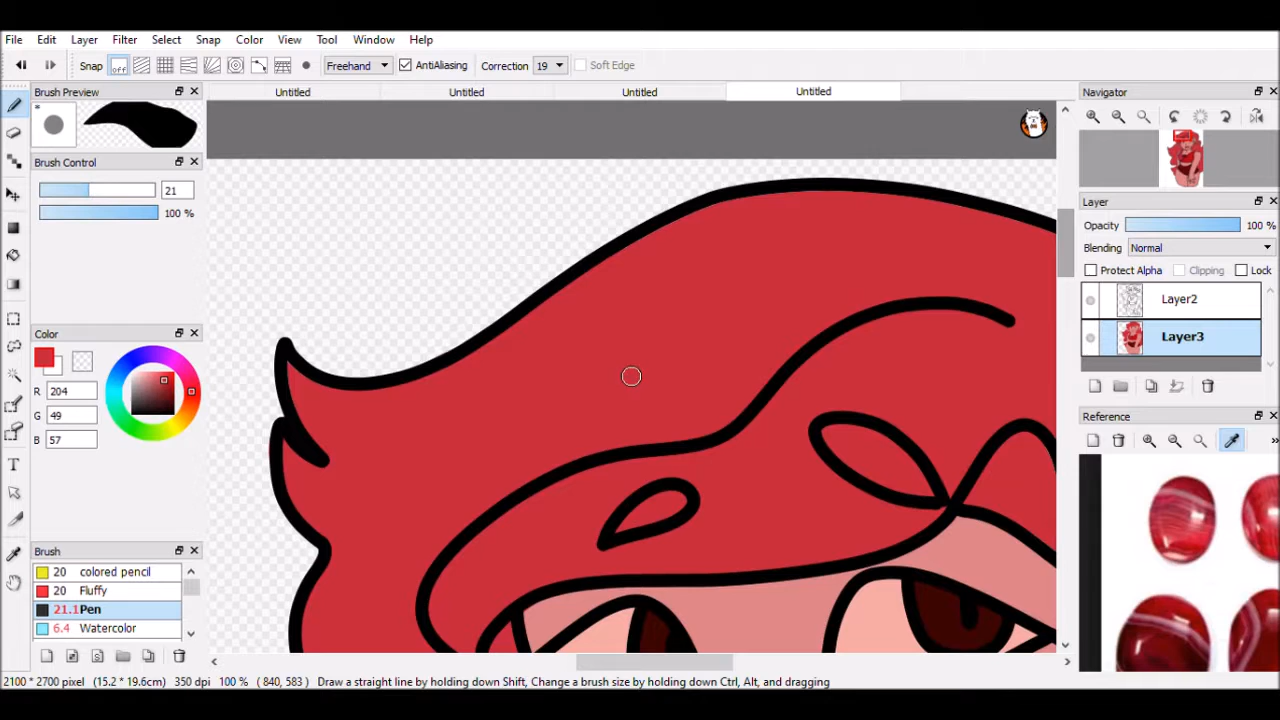 File Edit Layer Filter Select Snap Color View Tool Window Help
Snap off Freehand AntiAliasing Correction 19 Soft Edge
Brush Preview
Untitled Untitled Untitled Untitled
Navigator
*
Brush Control
21
100 %
Layer
Opacity 100 %
Blending Normal
Protect Alpha Clipping Lock
Layer2
Layer3
Color
R 204
G 49
B 57
Reference
Brush
20 colored pencil
20 Fluffy
21.1 Pen
6.4 Watercolor
2100 * 2700 pixel (15.2 * 19.6cm) 350 dpi 100 % ( 840, 583) Draw a straight line by holding down Shift, Change a brush size by holding down Ctrl, Alt, and dragging